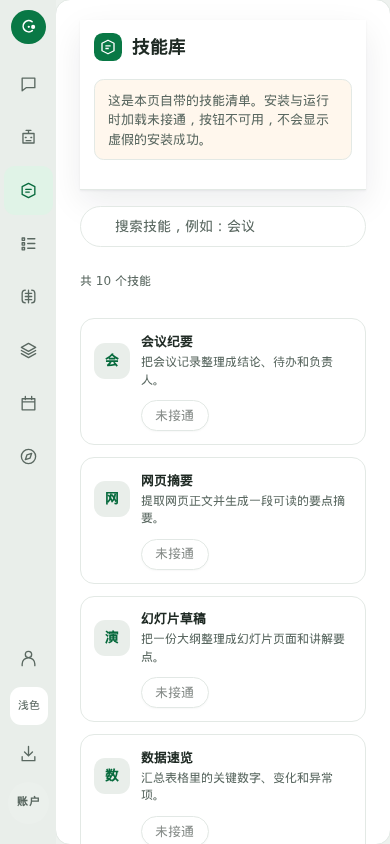 技能库
这是本页自带的技能清单。安装与运行
时加载未接通，按钮不可用，不会显示
虚假的安装成功。
搜索技能，例如：会议
共 10 个技能
会
会议纪要
把会议记录整理成结论、待办和负责
人。
未接通
网
网页摘要
提取网页正文并生成一段可读的要点摘
要。
未接通
演
幻灯片草稿
把一份大纲整理成幻灯片页面和讲解要
点。
未接通
数
数据速览
汇总表格里的关键数字、变化和异常
项。
未接通
浅色
账户